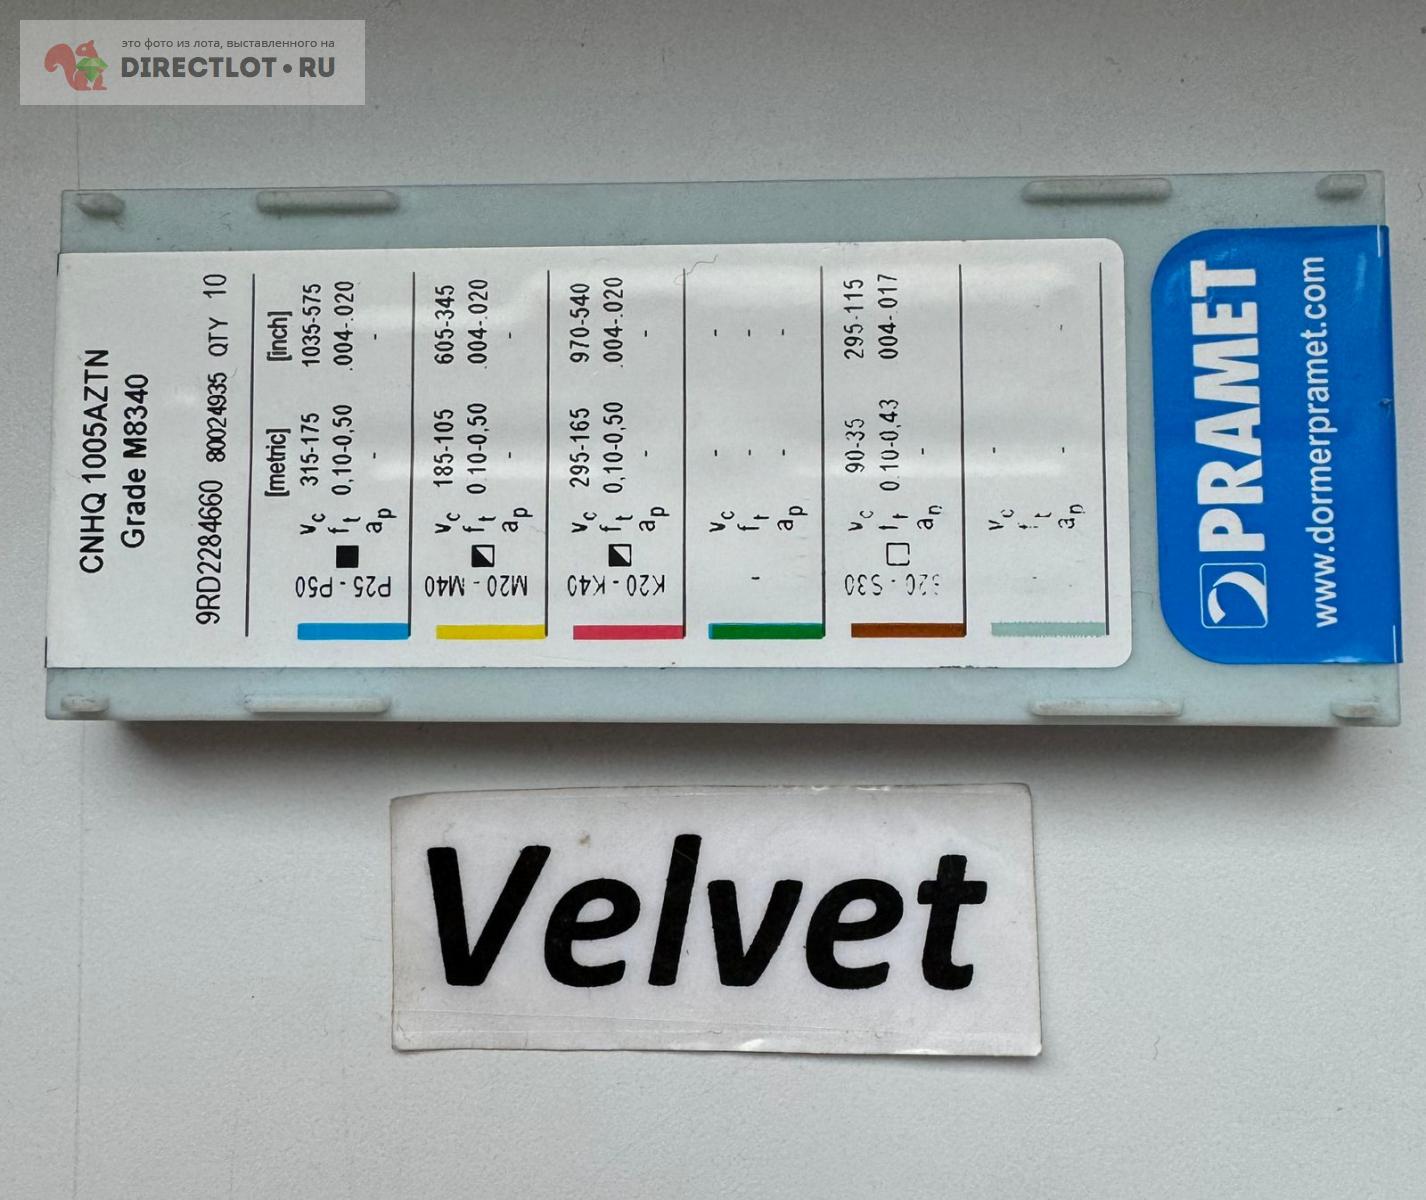 это фото из лота, выставленного на
DIRECTLOT.RU
CNHQ 1005AZTN
Grade M8340
9RD2284660 80024935 QTY 10
[metric] [inch]
P25 - P50
vc 315-175 1035-575
ft 0,10-0,50 .004-.020
ap - -
M20 - M40
vc 185-105 605-345
ft 0.10-0,50 .004-.020
ap - -
K20 - K40
vc 295-165 970-540
ft 0,10-0,50 .004-.020
ap - -
-
vc - -
ft - -
ap - -
S20 - S30
vc 90-35 295-115
ft 0.10-0,43 004-.017
ap -
vc -
ft
ap - -
PRAMET
www.dormerpramet.com
Velvet